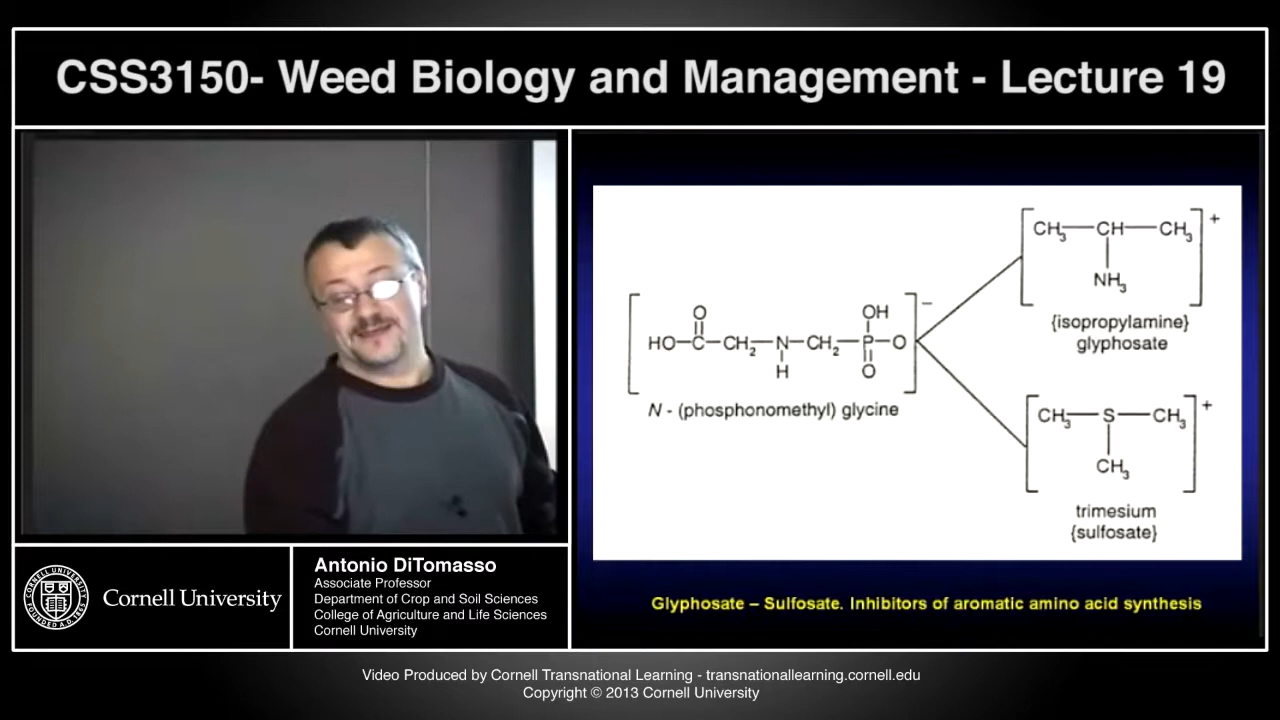 CSS3150- Weed Biology and Management - Lecture 19
CORNELL UNIVERSITY
FOUNDED A.D.
Cornell University
Antonio DiTomasso
Associate Professor
Department of Crop and Soil Sciences
College of Agriculture and Life Sciences
Cornell University
HO—C—CH2—N—CH2—P—O
O
H
OH
O
−
N - (phosphonomethyl) glycine
CH3—CH—CH3
+
NH3
{isopropylamine}
glyphosate
CH3—S—CH3
+
CH3
trimesium
{sulfosate}
Glyphosate – Sulfosate. Inhibitors of aromatic amino acid synthesis
Video Produced by Cornell Transnational Learning - transnationallearning.cornell.edu
Copyright © 2013 Cornell University